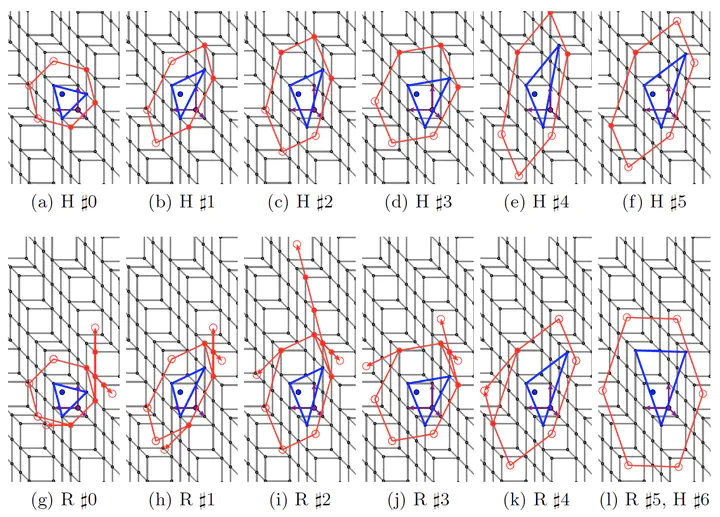 (a) H ♯0 (b) H ♯1 (c) H ♯2 (d) H ♯3 (e) H ♯4 (f) H ♯5
(g) R ♯0 (h) R ♯1 (i) R ♯2 (j) R ♯3 (k) R ♯4 (l) R ♯5, H ♯6